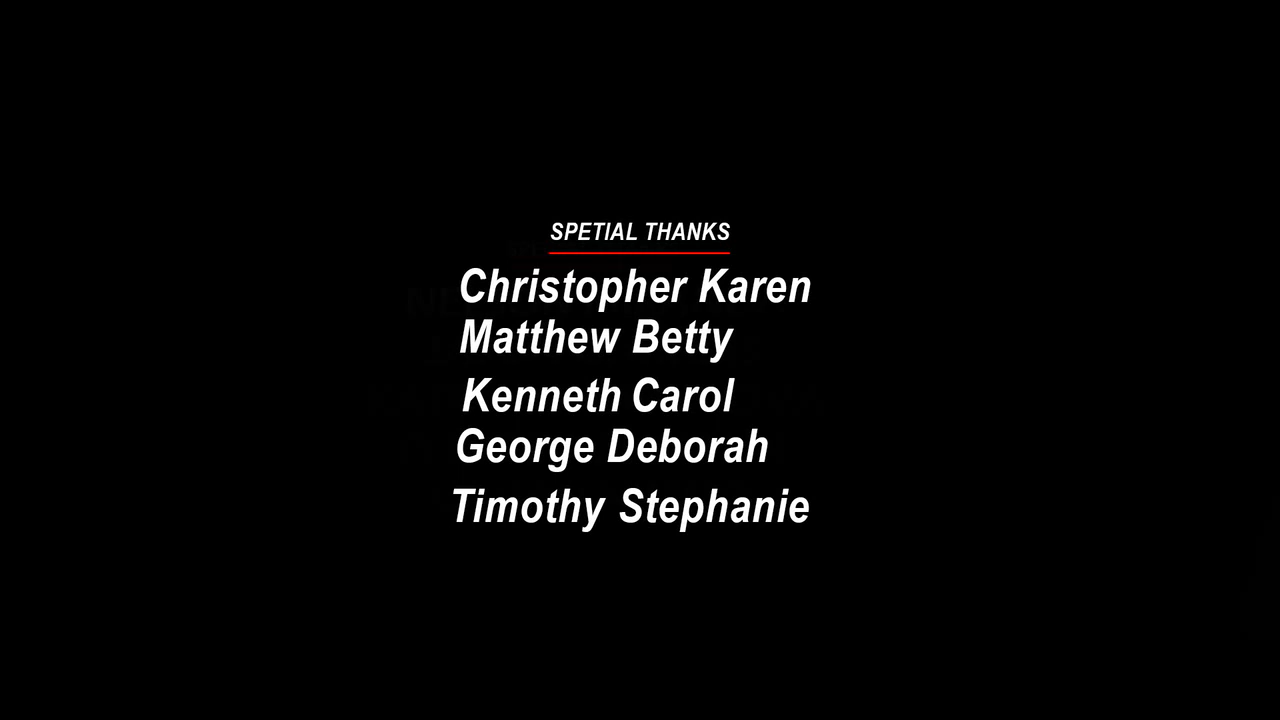 SPETIAL THANKS
Christopher Karen
Matthew Betty
Kenneth Carol
George Deborah
Timothy Stephanie